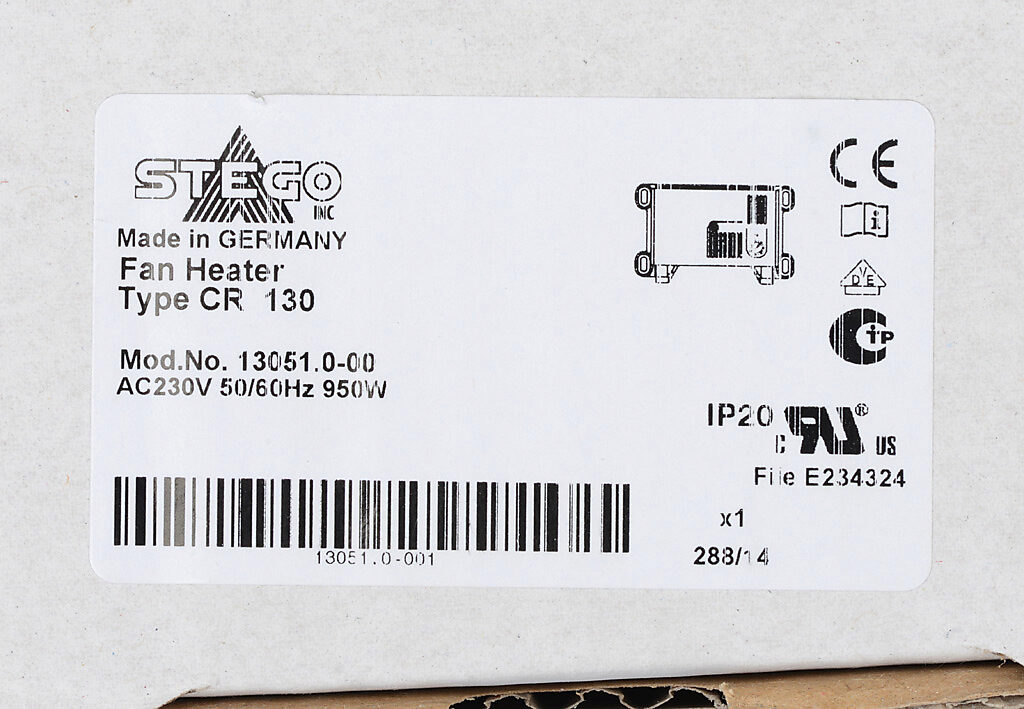 STEGO
INC
Made in GERMANY
Fan Heater
Type CR 130
Mod.No. 13051.0-00
AC230V 50/60Hz 950W
13051.0-001
CE
i
DVE
IP20
C US
®
File E234324
x1
288/14